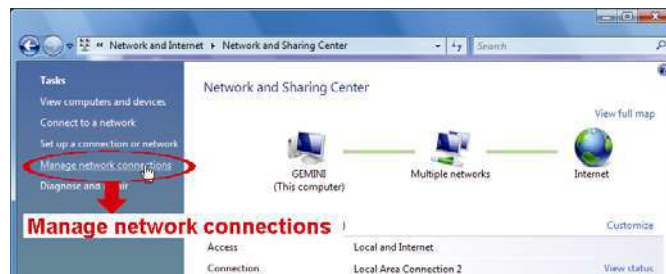 « Network and Internet ▸ Network and Sharing Center
Search
Tasks
View computers and devices
Connect to a network
Set up a connection or network
Manage network connections
Diagnose and
Network and Sharing Center
View full map
GEMINI
(This computer)
Multiple networks
Internet
Manage network connections
)
Customize
Access
Local and Internet
Connection
Local Area Connection 2
View status